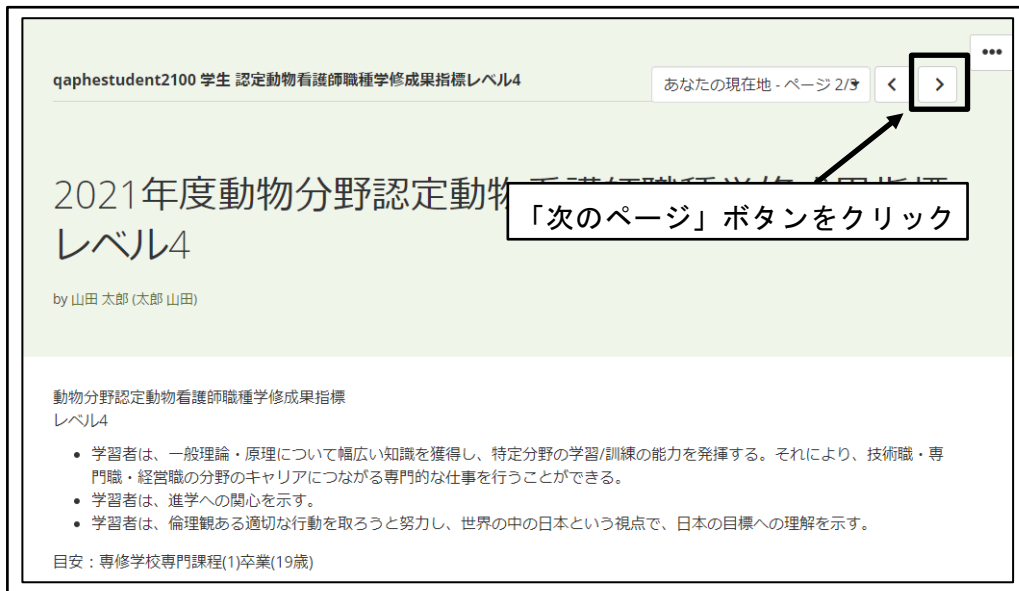 •••
qaphestudent2100 学生 認定動物看護師職種学修成果指標レベル4
あなたの現在地 - ページ 2/3
2021年度動物分野認定動物
レベル4
「次のページ」ボタンをクリック
by 山田 太郎 (太郎 山田)
動物分野認定動物看護師職種学修成果指標
レベル4
• 学習者は、一般理論・原理について幅広い知識を獲得し、特定分野の学習/訓練の能力を発揮する。それにより、技術職・専
門職・経営職の分野のキャリアにつながる専門的な仕事を行うことができる。
• 学習者は、進学への関心を示す。
• 学習者は、倫理観ある適切な行動を取ろうと努力し、世界の中の日本という視点で、日本の目標への理解を示す。
目安：専修学校専門課程(1)卒業(19歳)